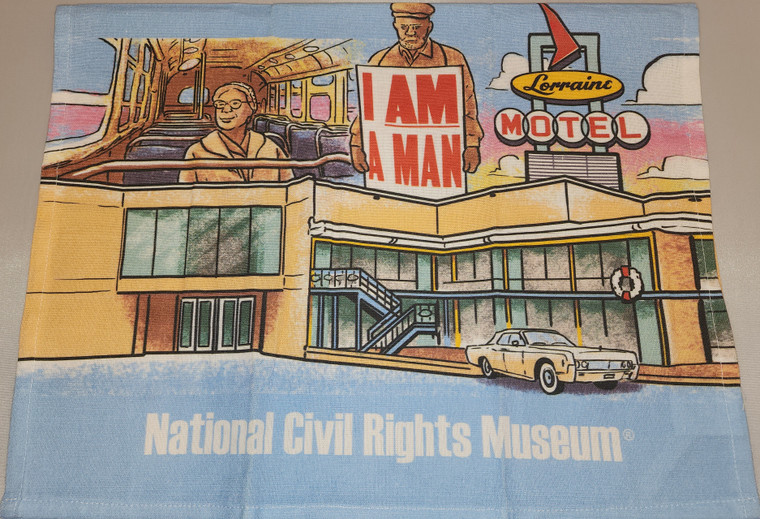 I AM
A MAN
Lorraine
MOTEL
National Civil Rights Museum®